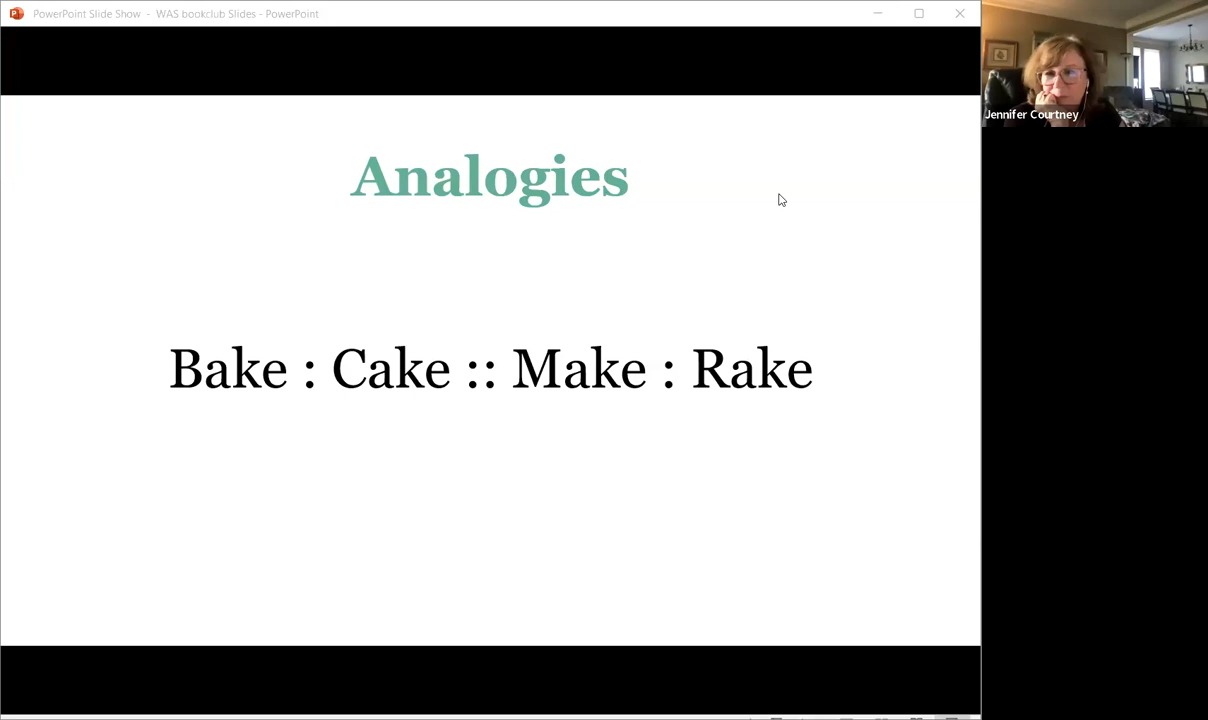 PowerPoint Slide Show - WAS bookclub Slides - PowerPoint
Jennifer Courtney
Analogies
Bake : Cake :: Make : Rake